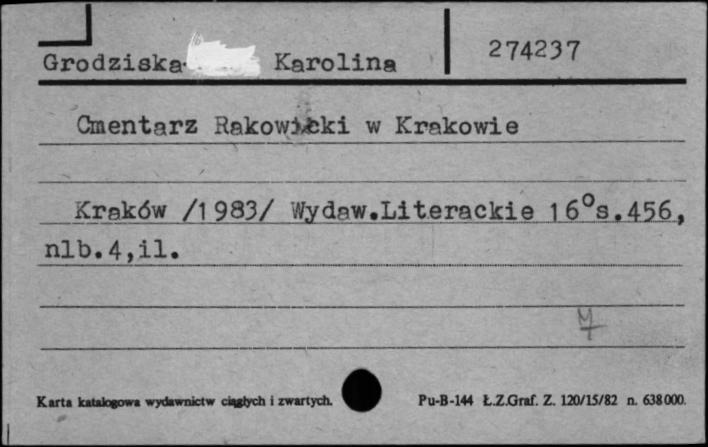 Grodziska Karolina 274237
Cmentarz Rakowicki w Krakowie
Kraków /1983/ Wydaw.Literackie 16°s.456,
nlb.4,il.
Karta katalogowa wydawnictw ciągłych i zwartych. Pu-B-144 Ł.Z.Graf. Z. 120/15/82 n. 638000.